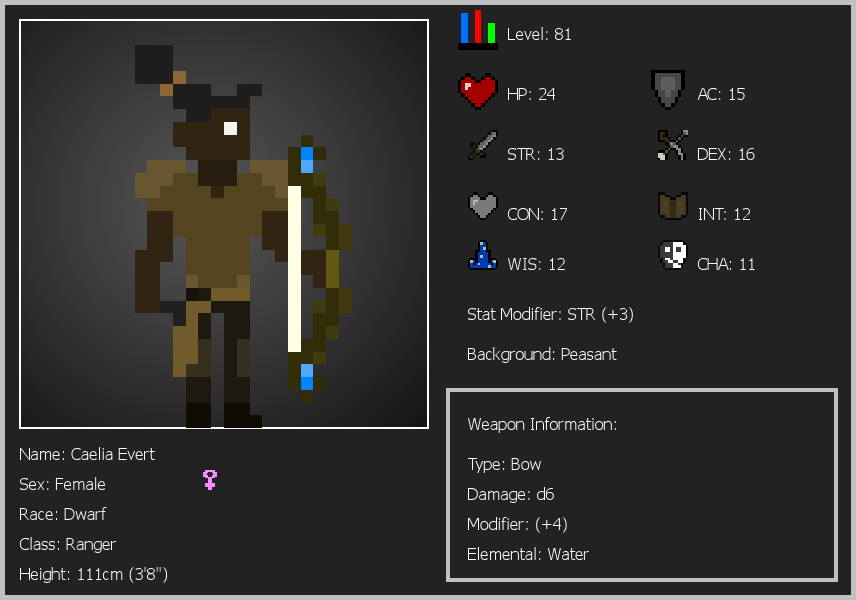 Level: 81
HP: 24
AC: 15
STR: 13
DEX: 16
CON: 17
INT: 12
WIS: 12
CHA: 11
Stat Modifier: STR (+3)
Background: Peasant
Weapon Information:
Type: Bow
Damage: d6
Modifier: (+4)
Elemental: Water
Name: Caelia Evert
Sex: Female
Race: Dwarf
Class: Ranger
Height: 111cm (3'8")